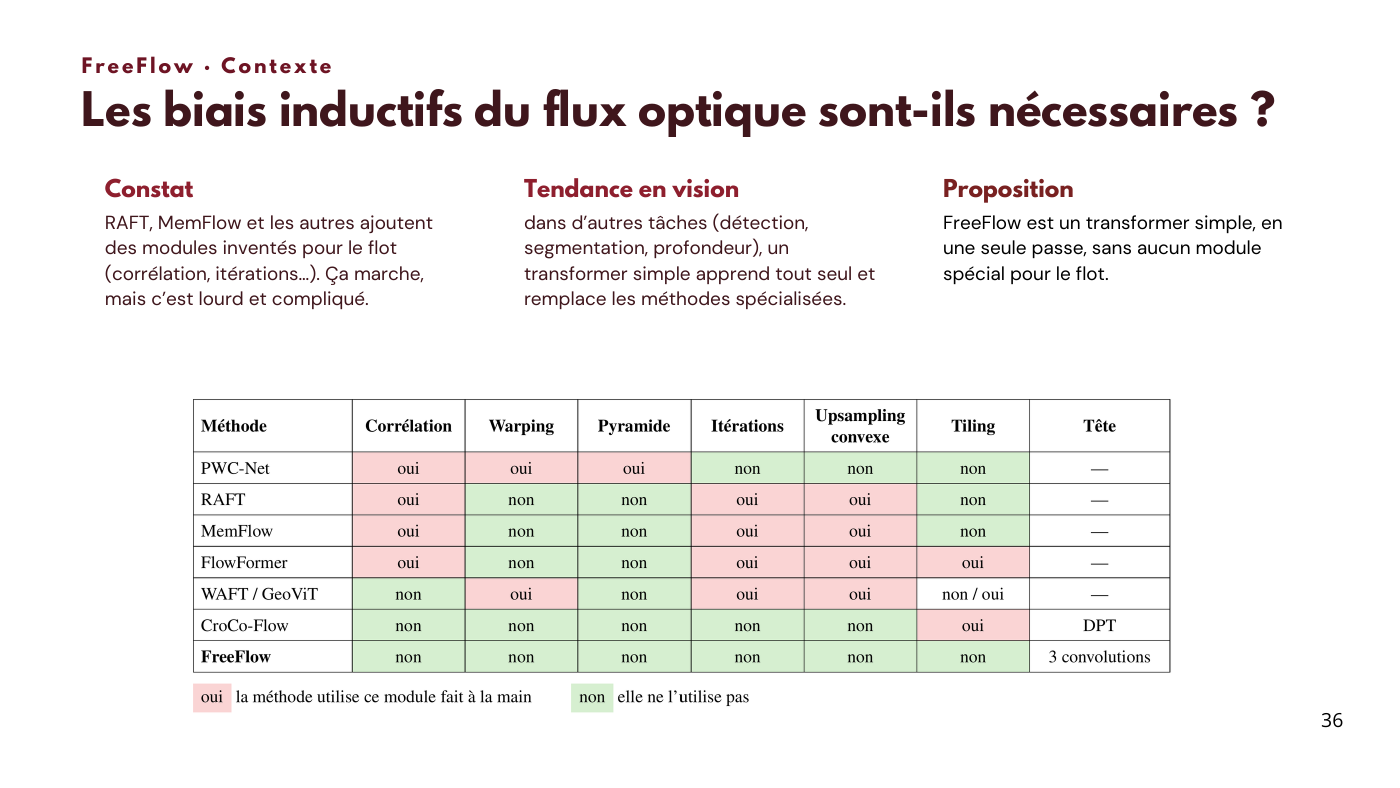 FreeFlow · Contexte
Les biais inductifs du flux optique sont-ils nécessaires ?
Constat
RAFT, MemFlow et les autres ajoutent
des modules inventés pour le flot
(corrélation, itérations…). Ça marche,
mais c’est lourd et compliqué.
Tendance en vision
dans d’autres tâches (détection,
segmentation, profondeur), un
transformer simple apprend tout seul et
remplace les méthodes spécialisées.
Proposition
FreeFlow est un transformer simple, en
une seule passe, sans aucun module
spécial pour le flot.
Méthode Corrélation Warping Pyramide Itérations Upsampling convexe Tiling Tête
PWC-Net oui oui oui non non non —
RAFT oui non non oui oui non —
MemFlow oui non non oui oui non —
FlowFormer oui non non oui oui oui —
WAFT / GeoViT non oui non oui oui non / oui —
CroCo-Flow non non non non non oui DPT
FreeFlow non non non non non non 3 convolutions
oui la méthode utilise ce module fait à la main non elle ne l’utilise pas
36